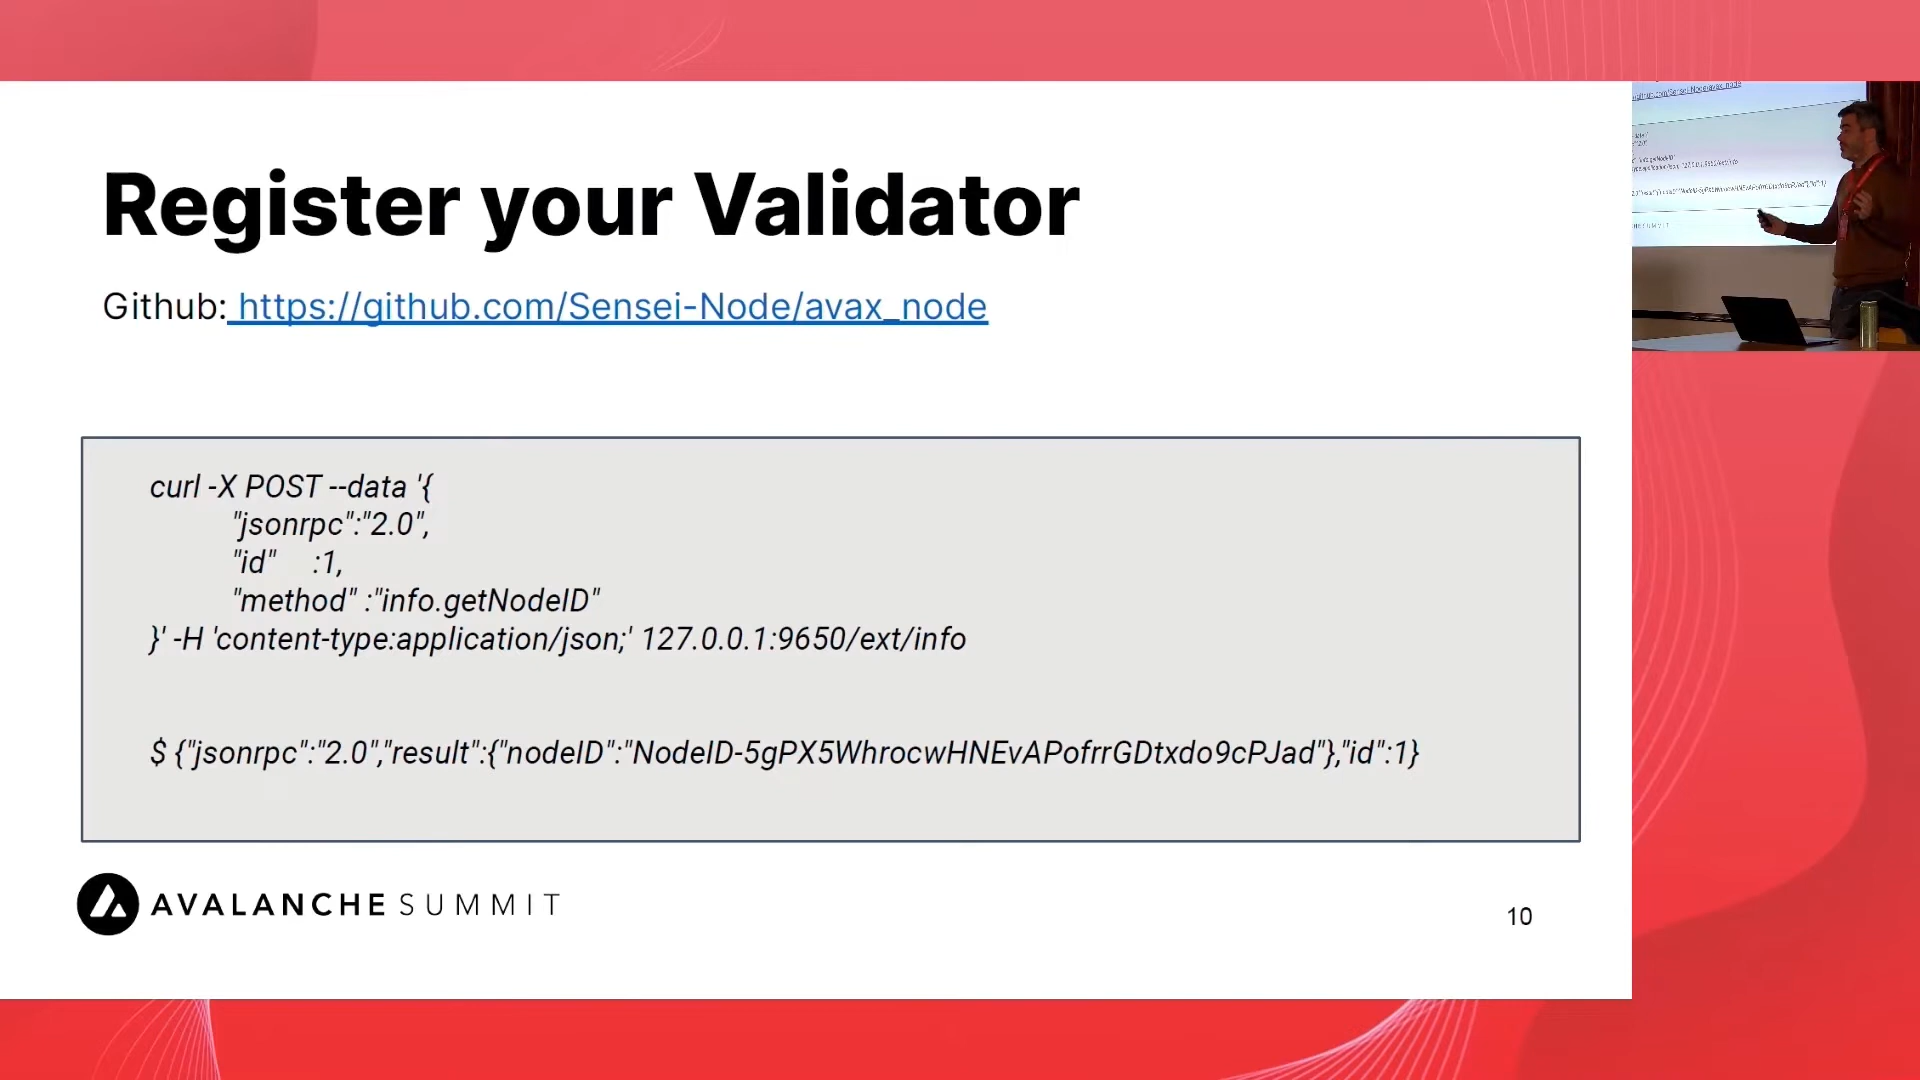 Register your Validator
Github: https://github.com/Sensei-Node/avax_node
curl -X POST --data '{
"jsonrpc":"2.0",
"id" :1,
"method" :"info.getNodeID"
}' -H 'content-type:application/json;' 127.0.0.1:9650/ext/info
$ {"jsonrpc":"2.0","result":{"nodeID":"NodeID-5gPX5WhrocwHNEvAPofrrGDtxdo9cPJad"},"id":1}
AVALANCHE SUMMIT
10